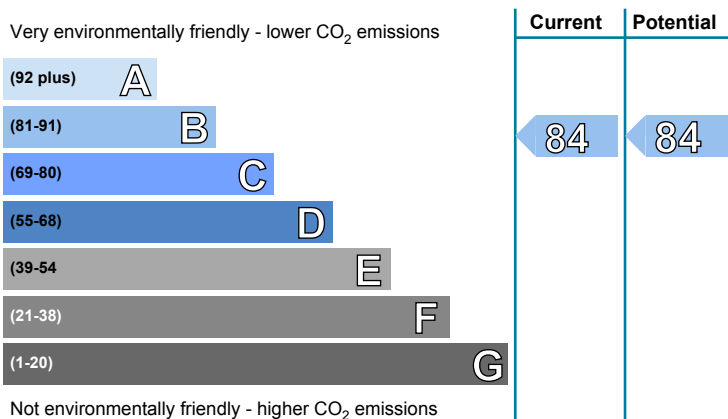 Current Potential
Very environmentally friendly - lower CO2 emissions
(92 plus) A
(81-91) B 84 84
(69-80) C
(55-68) D
(39-54 E
(21-38) F
(1-20) G
Not environmentally friendly - higher CO2 emissions